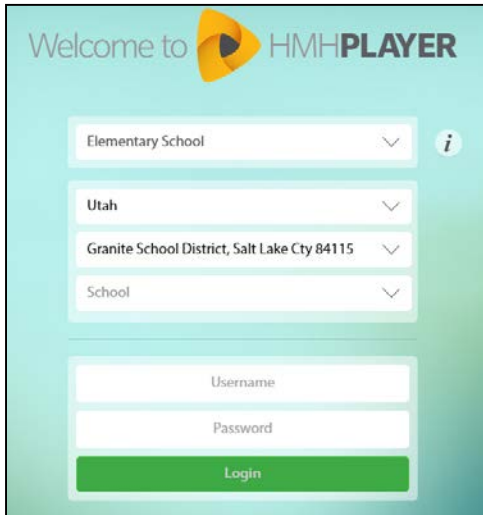 Welcome to HMHPLAYER
Elementary School
i
Utah
Granite School District, Salt Lake Cty 84115
School
Username
Password
Login